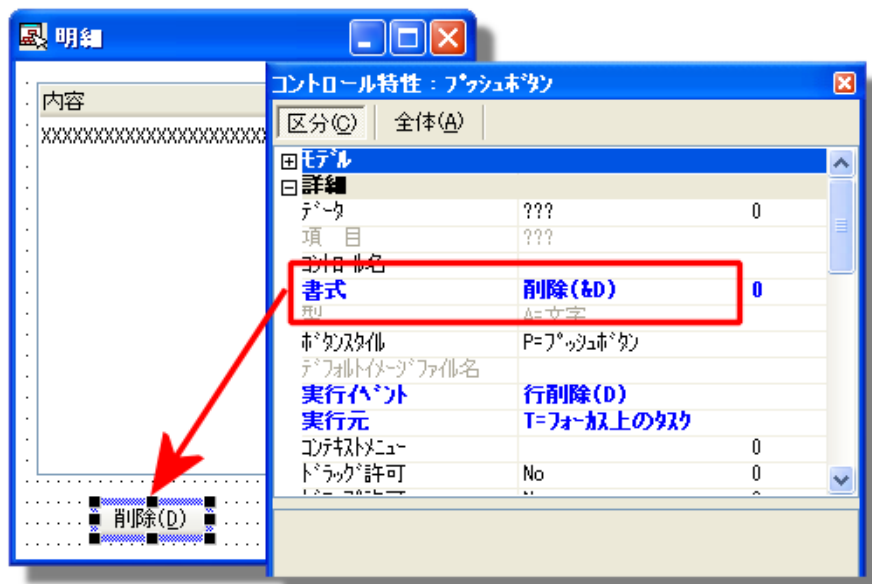 明細
内容
XXXXXXXXXXXXXXXXXXXXXX
削除(D)
コントロール特性：プッシュボタン
区分(C) 全体(A)
モデル
詳細
データ ??? 0
項　目 ???
コントロール名
書式 削除(&D) 0
型 A=文字
ボタンスタイル P=プッシュボタン
デフォルトイメージファイル名
実行イベント 行削除(D)
実行元 T=フォーカス上のタスク
コンテキストメニュー 0
ドラッグ許可 No 0